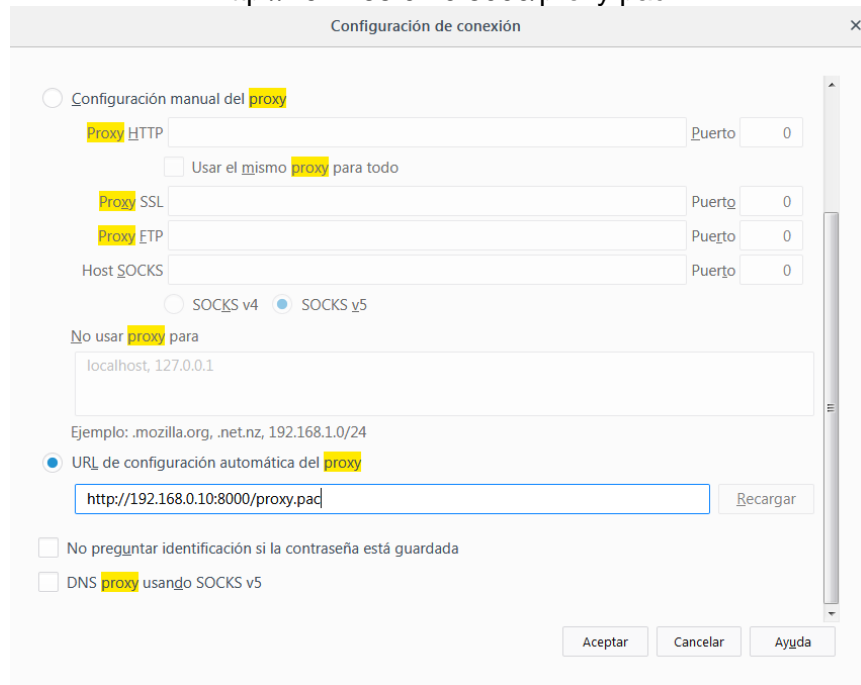 Configuración de conexión
Configuración manual del proxy
Proxy HTTP Puerto 0
Usar el mismo proxy para todo
Proxy SSL Puerto 0
Proxy FTP Puerto 0
Host SOCKS Puerto 0
SOCKS v4 SOCKS v5
No usar proxy para
localhost, 127.0.0.1
Ejemplo: .mozilla.org, .net.nz, 192.168.1.0/24
URL de configuración automática del proxy
http://192.168.0.10:8000/proxy.pac Recargar
No preguntar identificación si la contraseña está guardada
DNS proxy usando SOCKS v5
Aceptar Cancelar Ayuda